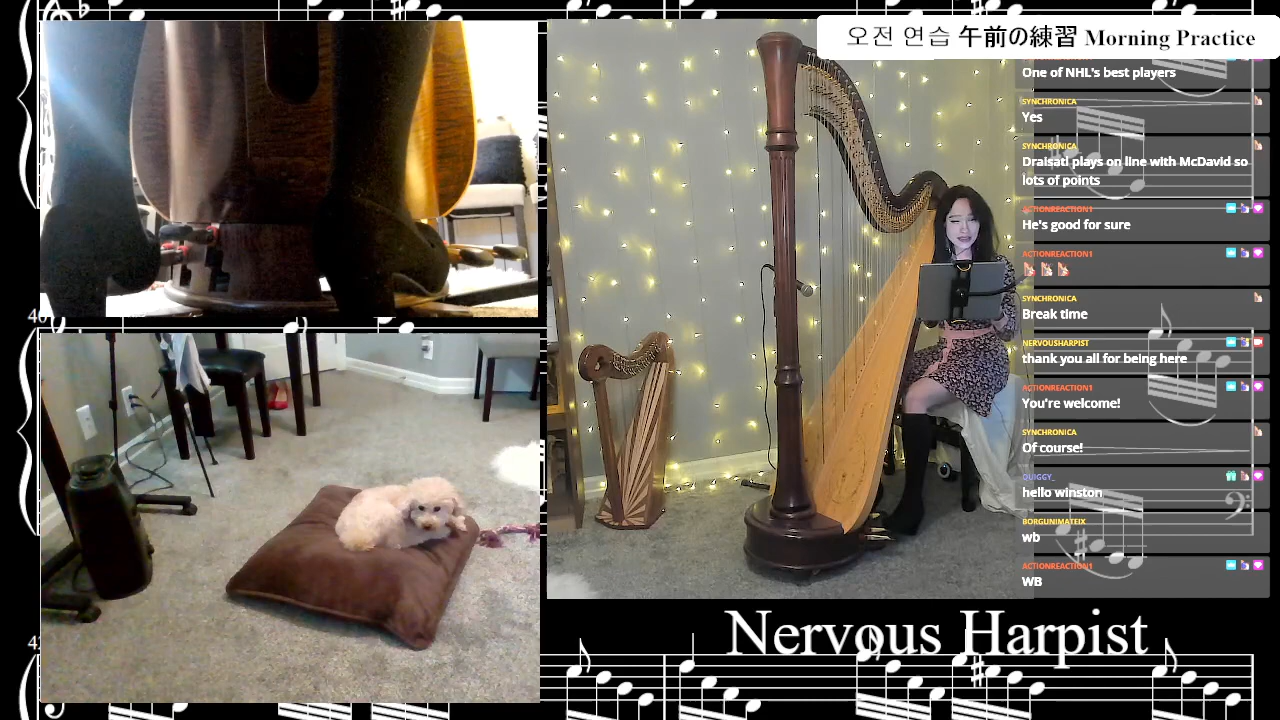 오전 연습 午前の練習 Morning Practice
One of NHL's best players
SYNCHRONICA
Yes
SYNCHRONICA
Draisatl plays on line with McDavid so
lots of points
ACTIONREACTION1
He's good for sure
ACTIONREACTION1
SYNCHRONICA
Break time
NERVOUSHARPIST
thank you all for being here
ACTIONREACTION1
You're welcome!
SYNCHRONICA
Of course!
QUIGGY_
hello winston
BORGUNIMATEIX
wb
ACTIONREACTION1
WB
Nervous Harpist